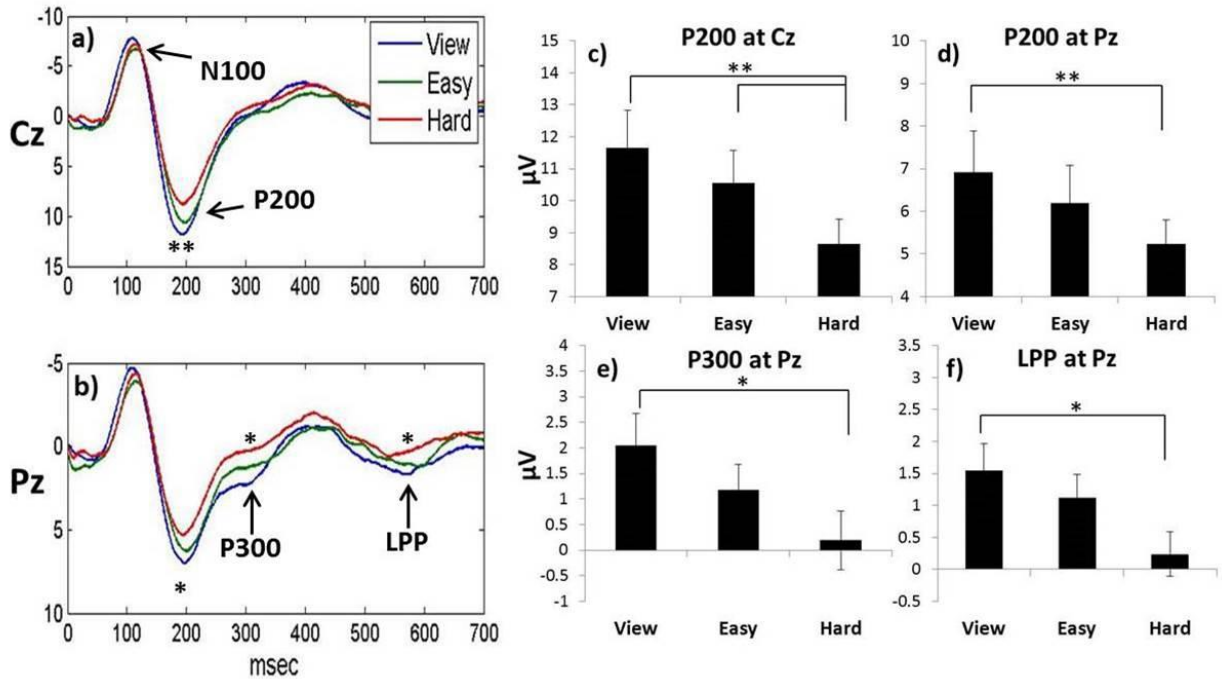 a)
-10
-5
0
5
10
15
Cz
N100
P200
**
View
Easy
Hard
0 100 200 300 400 500 600 700
b)
-5
0
5
10
Pz
*
*
*
P300
LPP
0 100 200 300 400 500 600 700
msec
c)
P200 at Cz
**
15
14
13
12
11
10
9
8
7
µV
View Easy Hard
d)
P200 at Pz
**
10
9
8
7
6
5
4
View Easy Hard
e)
P300 at Pz
*
4
3.5
3
2.5
2
1.5
1
0.5
0
-0.5
-1
µV
View Easy Hard
f)
LPP at Pz
*
3.5
3
2.5
2
1.5
1
0.5
0
-0.5
View Easy Hard